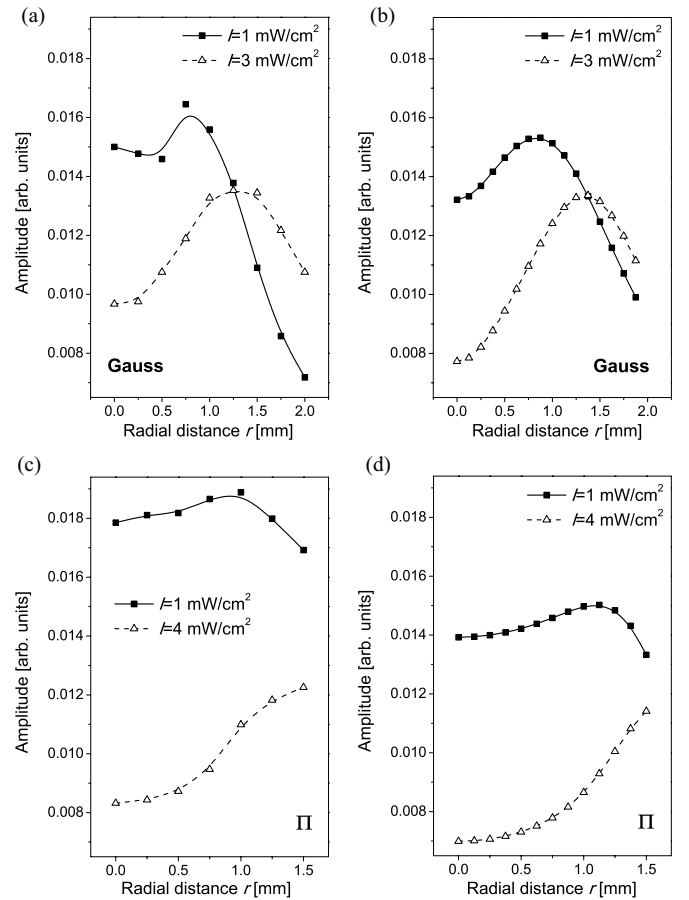 (a)
0.018
0.016
0.014
0.012
0.010
0.008
Amplitude [arb. units]
I=1 mW/cm²
I=3 mW/cm²
Gauss
0.0 0.5 1.0 1.5 2.0
Radial distance r [mm]
(b)
0.018
0.016
0.014
0.012
0.010
0.008
Amplitude [arb. units]
I=1 mW/cm²
I=3 mW/cm²
Gauss
0.0 0.5 1.0 1.5 2.0
Radial distance r [mm]
(c)
0.018
0.016
0.014
0.012
0.010
0.008
Amplitude [arb. units]
I=1 mW/cm²
I=4 mW/cm²
Π
0.0 0.5 1.0 1.5
Radial distance r [mm]
(d)
0.018
0.016
0.014
0.012
0.010
0.008
Amplitude [arb. units]
I=1 mW/cm²
I=4 mW/cm²
Π
0.0 0.5 1.0 1.5
Radial distance r [mm]